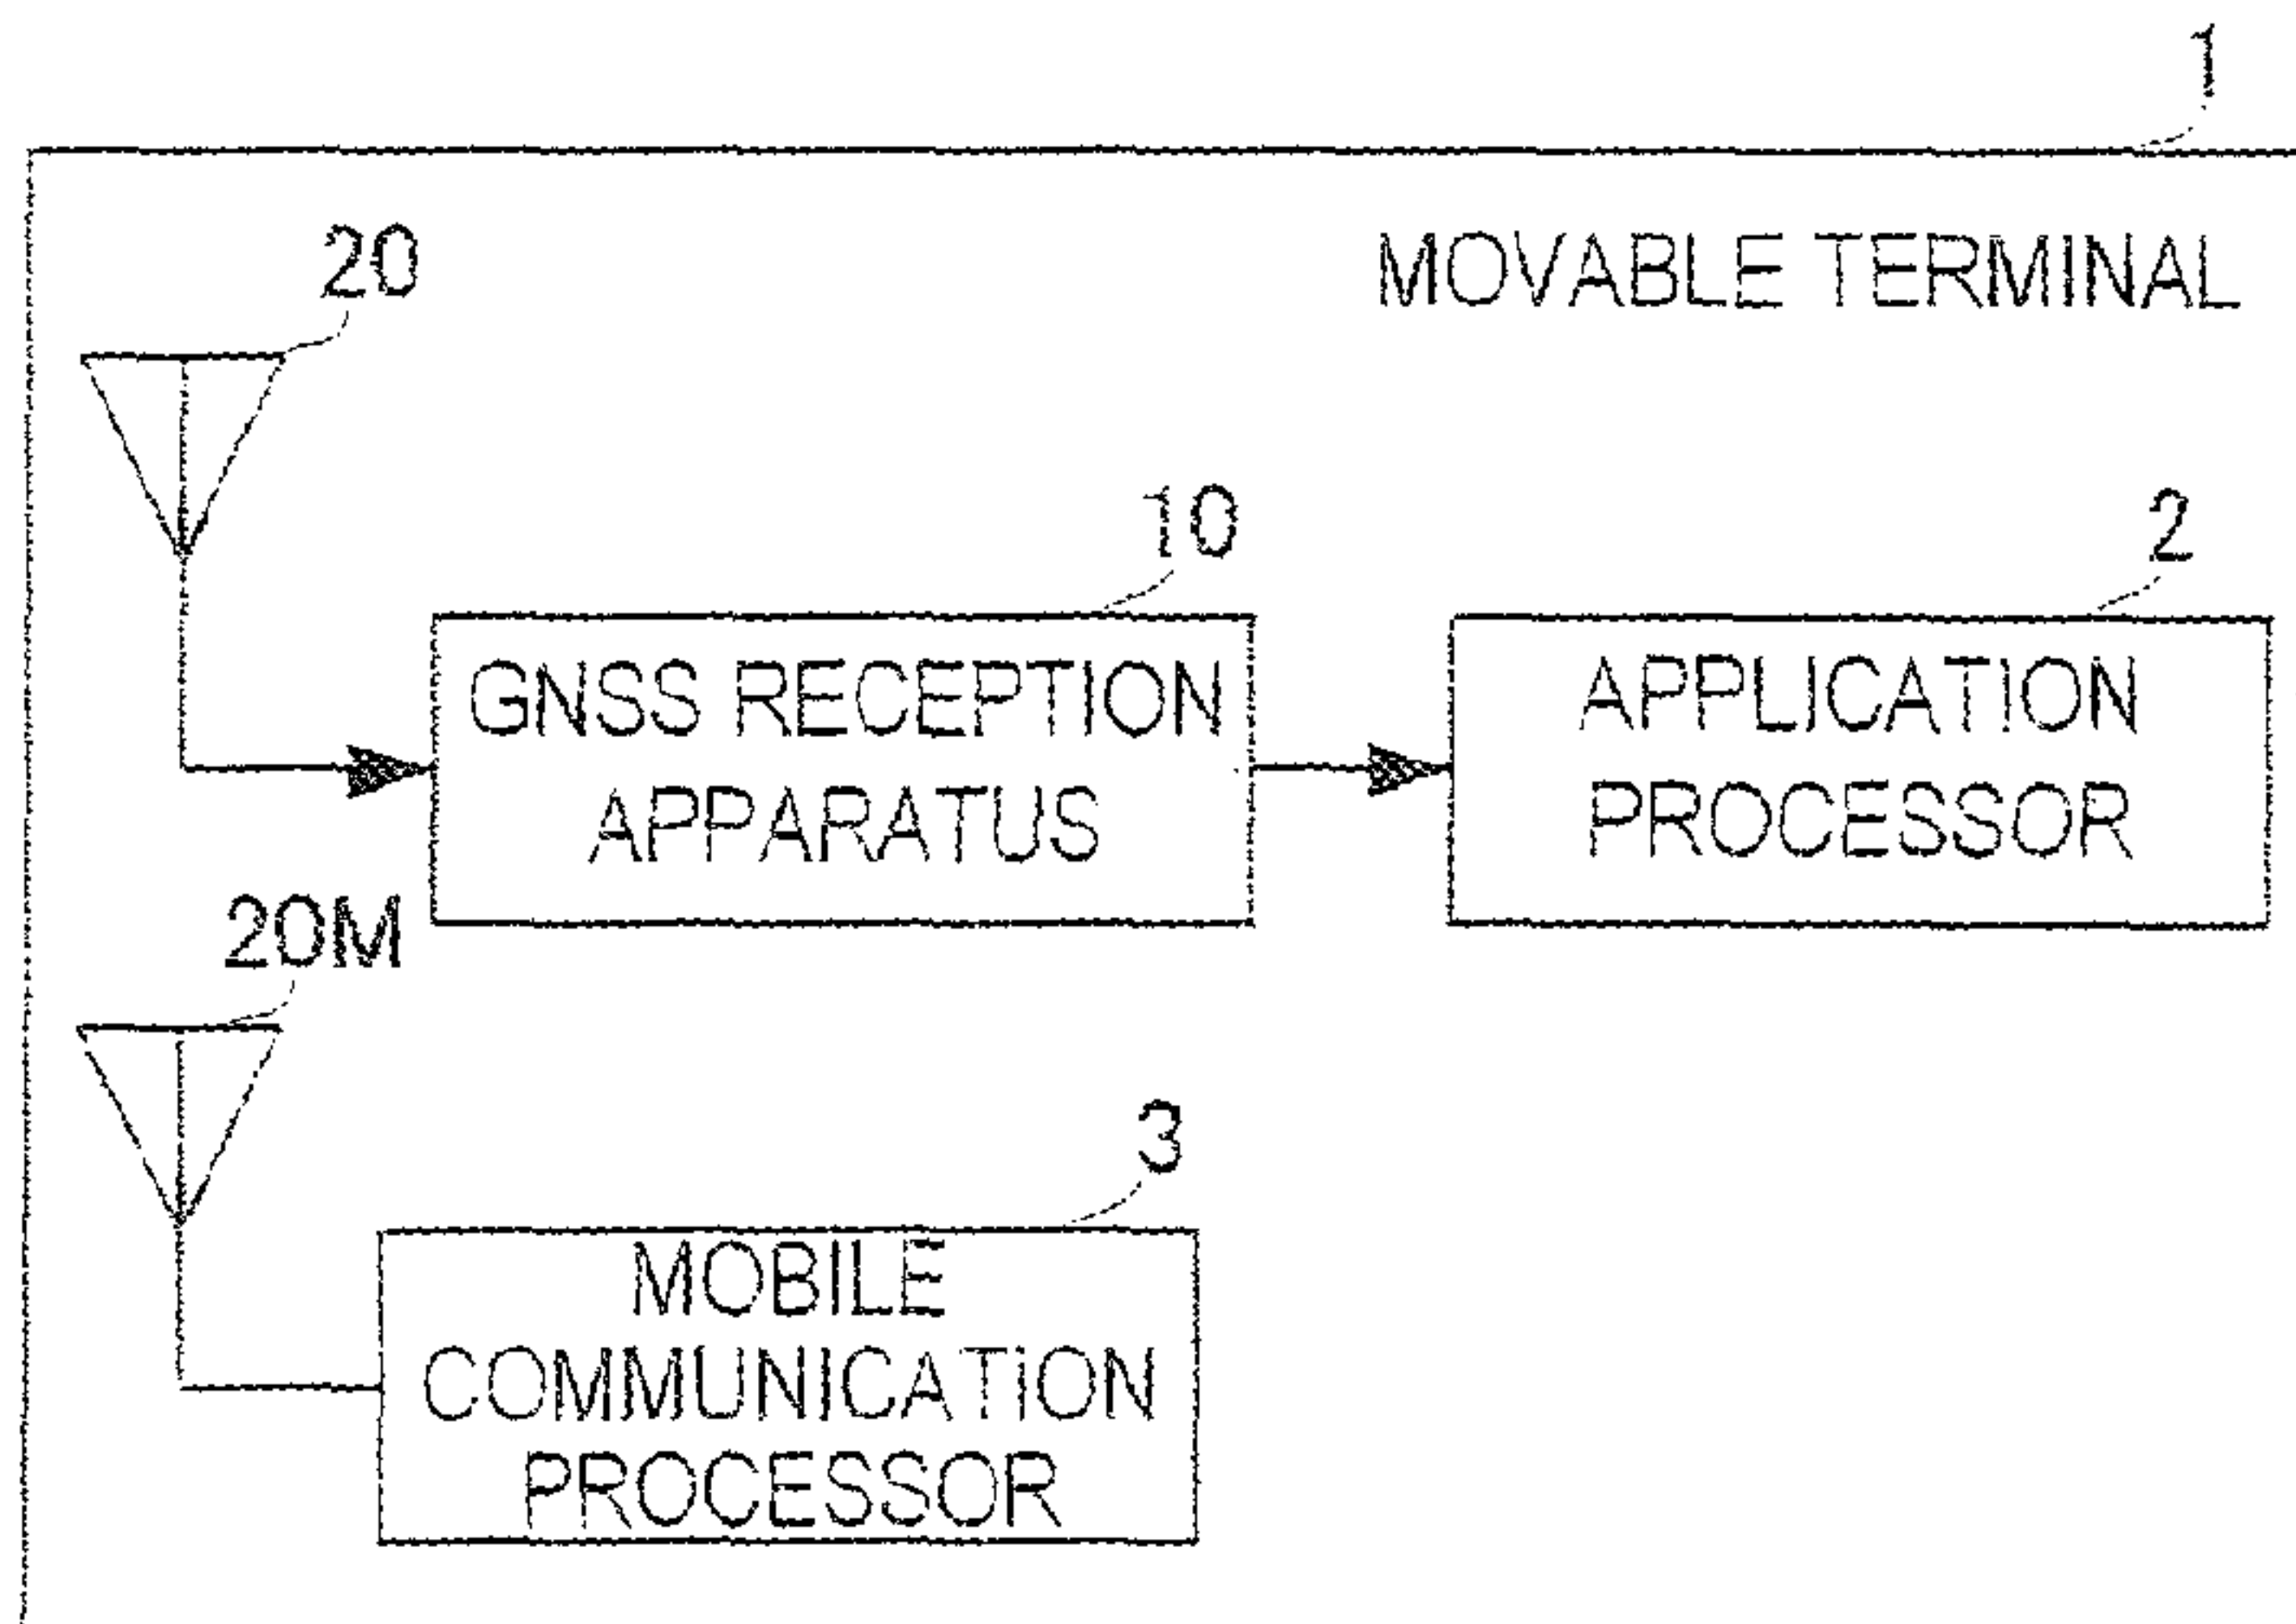 1
MOVABLE TERMINAL
20
10
2
GNSS RECEPTION
APPARATUS
APPLICATION
PROCESSOR
20M
3
MOBILE
COMMUNICATION
PROCESSOR